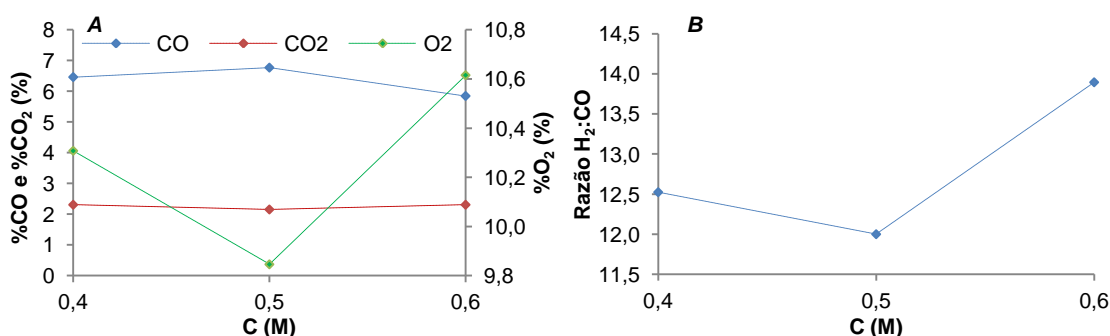 A
CO CO2 O2
%CO e %CO₂ (%)
8
7
6
5
4
3
2
1
0
10,8
10,6
10,4
10,2
10,0
9,8
%O₂ (%)
0,4 0,5 0,6
C (M)
B
Razão H₂:CO
14,5
14,0
13,5
13,0
12,5
12,0
11,5
0,4 0,5 0,6
C (M)